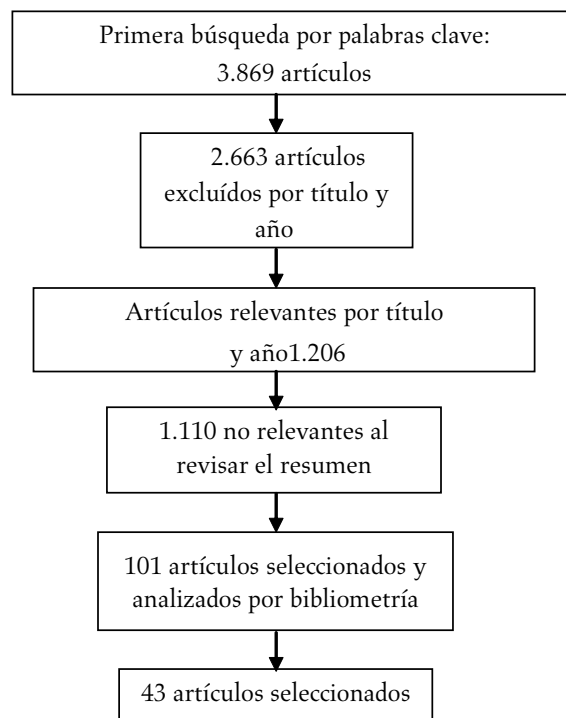 Primera búsqueda por palabras clave:
3.869 artículos
2.663 artículos
excluídos por título y
año
Artículos relevantes por título
y año1.206
1.110 no relevantes al
revisar el resumen
101 artículos seleccionados y
analizados por bibliometría
43 artículos seleccionados